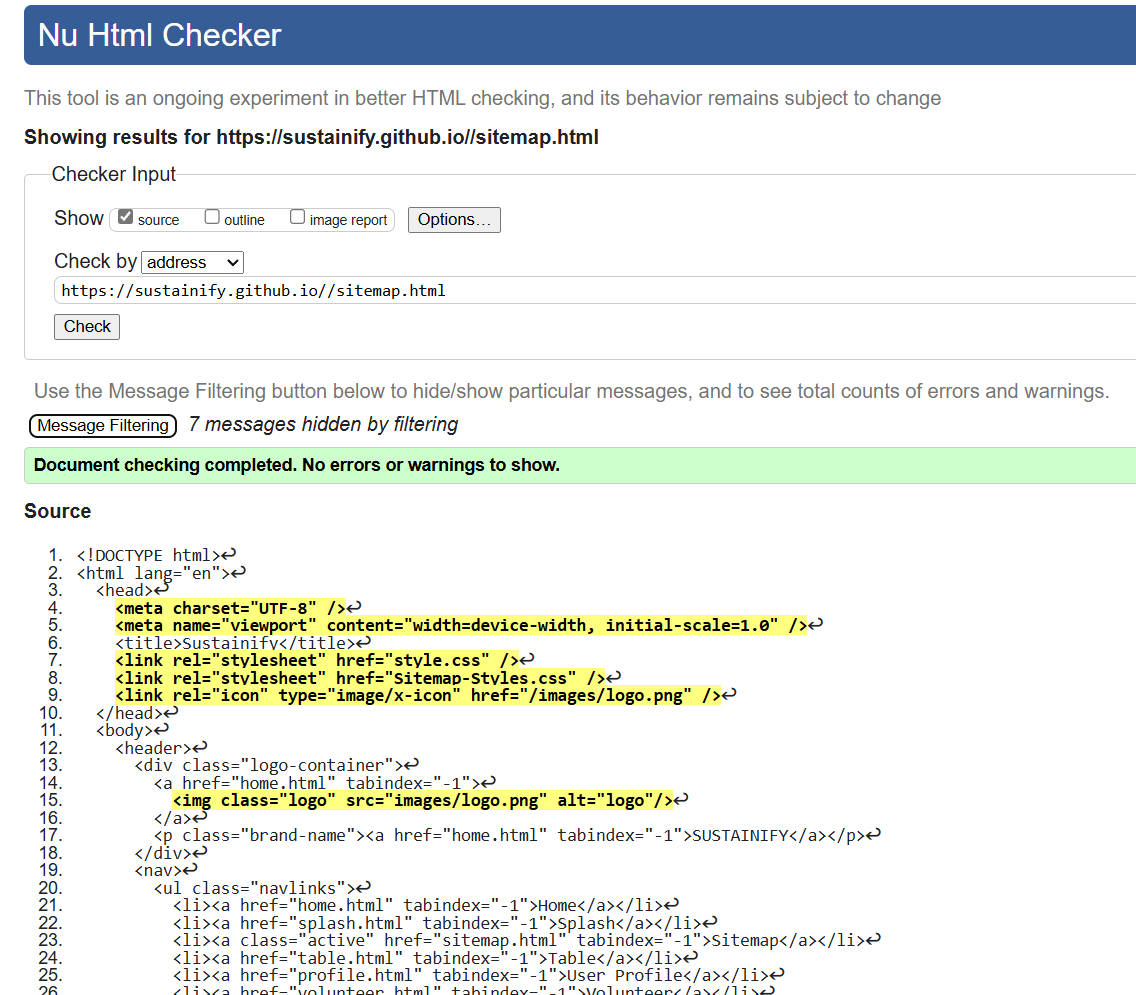 Nu Html Checker
This tool is an ongoing experiment in better HTML checking, and its behavior remains subject to change
Showing results for https://sustainify.github.io//sitemap.html
Checker Input
Show source outline image report Options…
Check by address
https://sustainify.github.io//sitemap.html
Check
Use the Message Filtering button below to hide/show particular messages, and to see total counts of errors and warnings.
Message Filtering 7 messages hidden by filtering
Document checking completed. No errors or warnings to show.
Source
1. <!DOCTYPE html>↩
2. <html lang="en">↩
3. <head>↩
4. <meta charset="UTF-8" />↩
5. <meta name="viewport" content="width=device-width, initial-scale=1.0" />↩
6. <title>Sustainify</title>↩
7. <link rel="stylesheet" href="style.css" />↩
8. <link rel="stylesheet" href="Sitemap-Styles.css" />↩
9. <link rel="icon" type="image/x-icon" href="/images/logo.png" />↩
10. </head>↩
11. <body>↩
12. <header>↩
13. <div class="logo-container">↩
14. <a href="home.html" tabindex="-1">↩
15. <img class="logo" src="images/logo.png" alt="logo"/>↩
16. </a>↩
17. <p class="brand-name"><a href="home.html" tabindex="-1">SUSTAINIFY</a></p>↩
18. </div>↩
19. <nav>↩
20. <ul class="navlinks">↩
21. <li><a href="home.html" tabindex="-1">Home</a></li>↩
22. <li><a href="splash.html" tabindex="-1">Splash</a></li>↩
23. <li><a class="active" href="sitemap.html" tabindex="-1">Sitemap</a></li>↩
24. <li><a href="table.html" tabindex="-1">Table</a></li>↩
25. <li><a href="profile.html" tabindex="-1">User Profile</a></li>↩
26. <li><a href="volunteer.html" tabindex="-1">Volunteer</a></li>↩